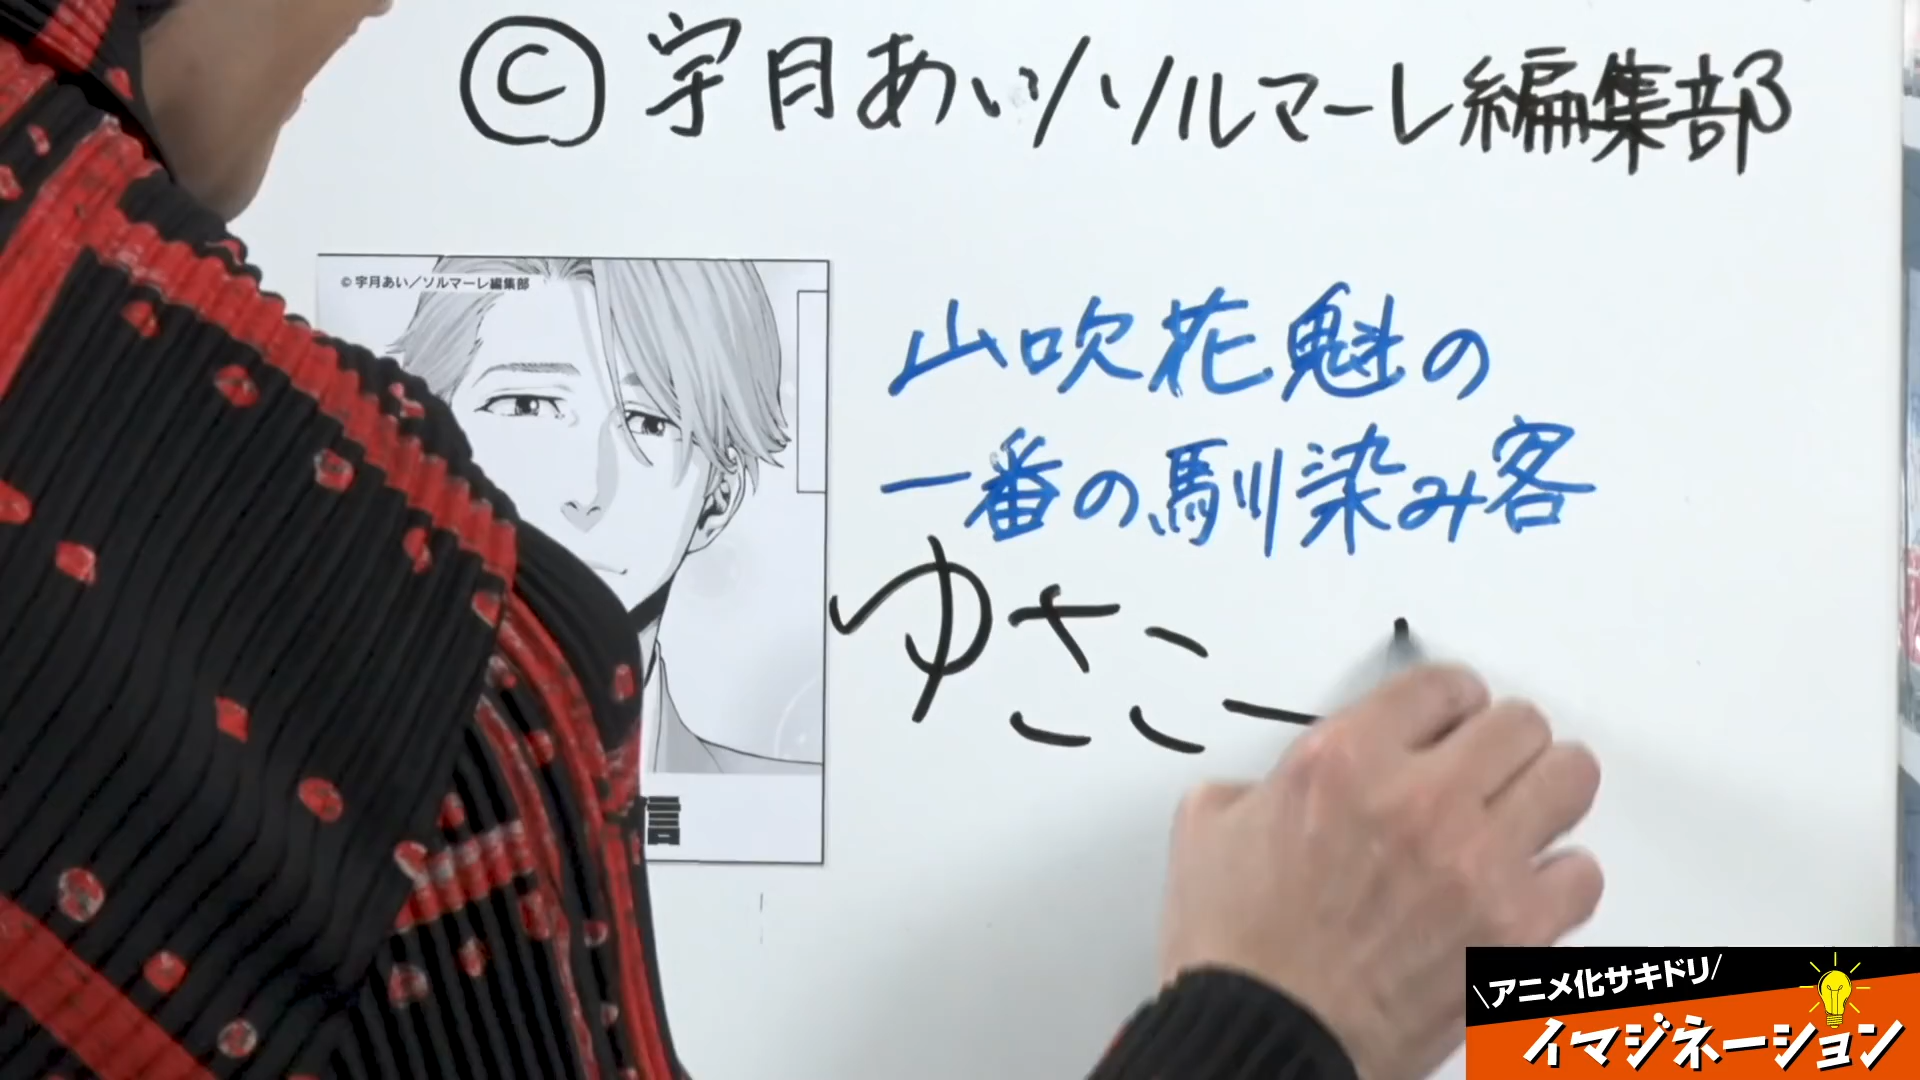 Ⓒ宇月あい/ソルマーレ編集部
©宇月あい／ソルマーレ編集部
山吹花魁の
一番の馴染み客
ゆさこー
信
\アニメ化サキドリ/
イマジネーション